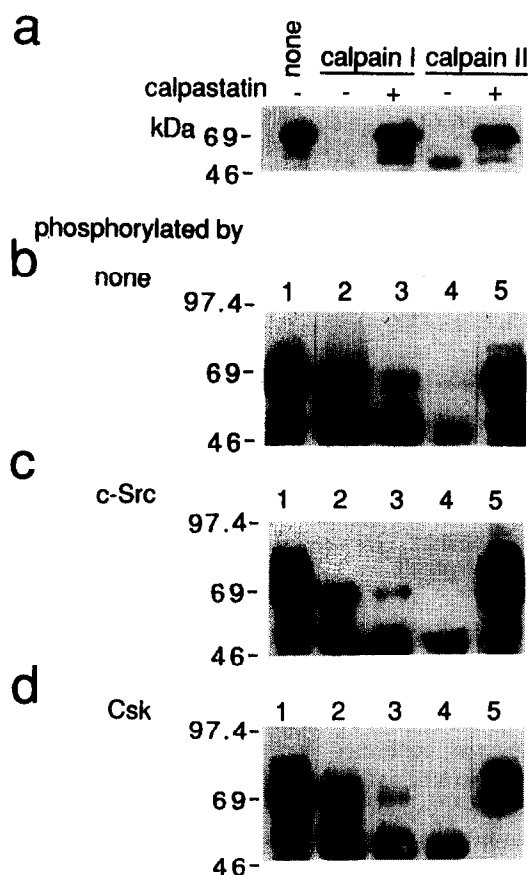 a
none
calpain I calpain II
calpastatin - - + - +
kDa 69-
46-
phosphorylated by
b
none
1 2 3 4 5
97.4-
69-
46-
c
c-Src
1 2 3 4 5
97.4-
69-
46-
d
Csk
1 2 3 4 5
97.4-
69-
46-